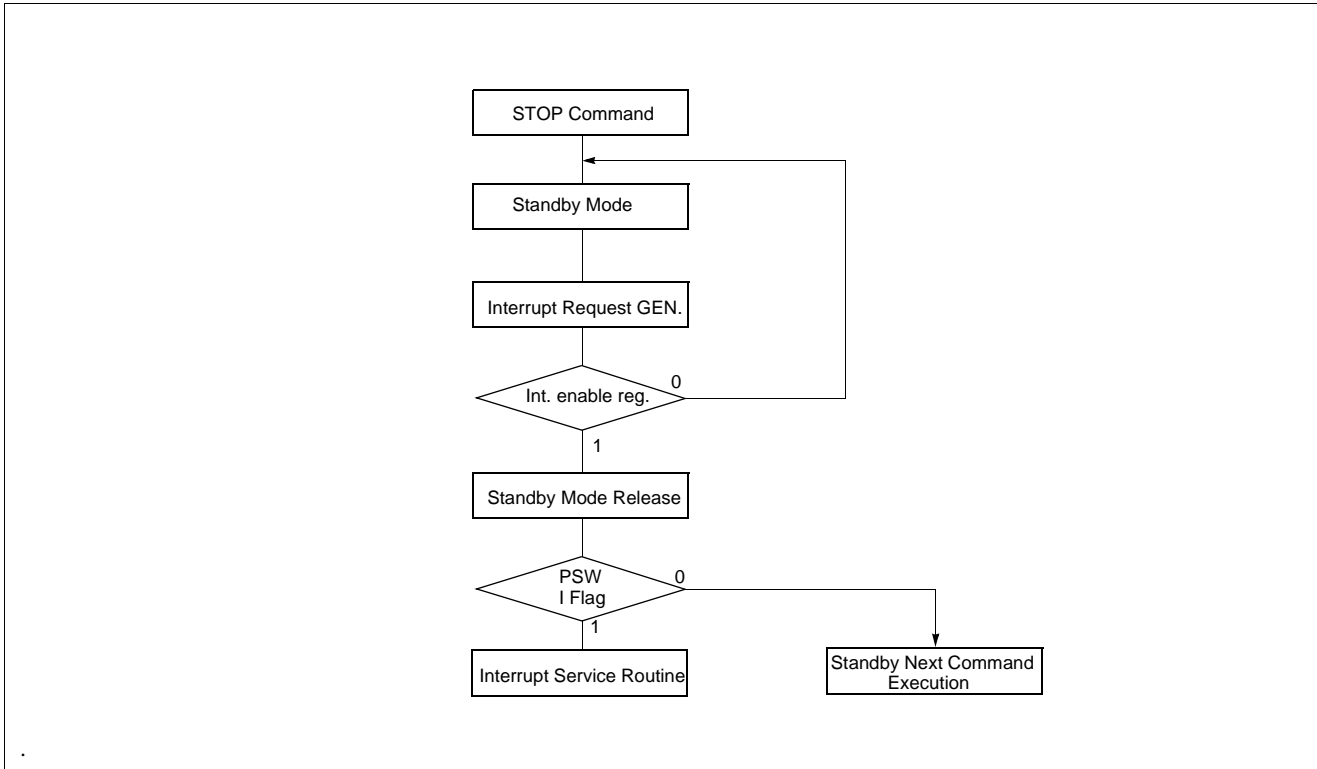 STOP Command
Standby Mode
Interrupt Request GEN.
Int. enable reg.
0
1
Standby Mode Release
PSW
I Flag
0
1
Interrupt Service Routine
Standby Next Command
Execution
.